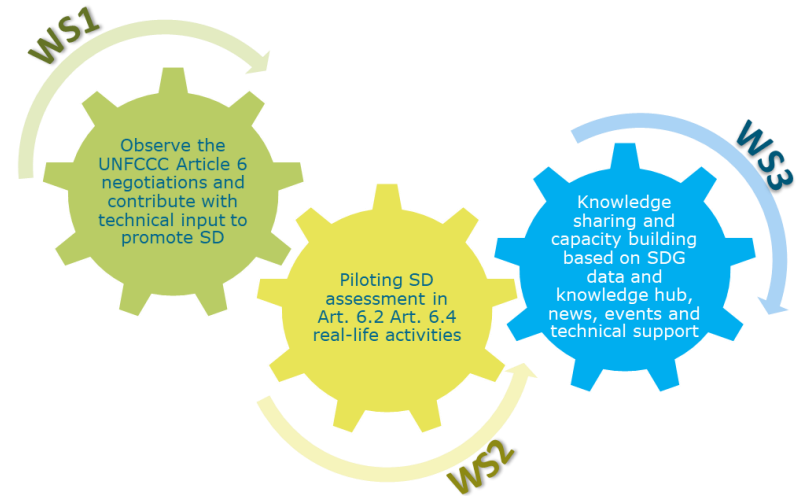 WS1
Observe the
UNFCCC Article 6
negotiations and
contribute with
technical input to
promote SD
Piloting SD
assessment in
Art. 6.2 Art. 6.4
real-life activities
WS2
WS3
Knowledge
sharing and
capacity building
based on SDG
data and
knowledge hub,
news, events and
technical support